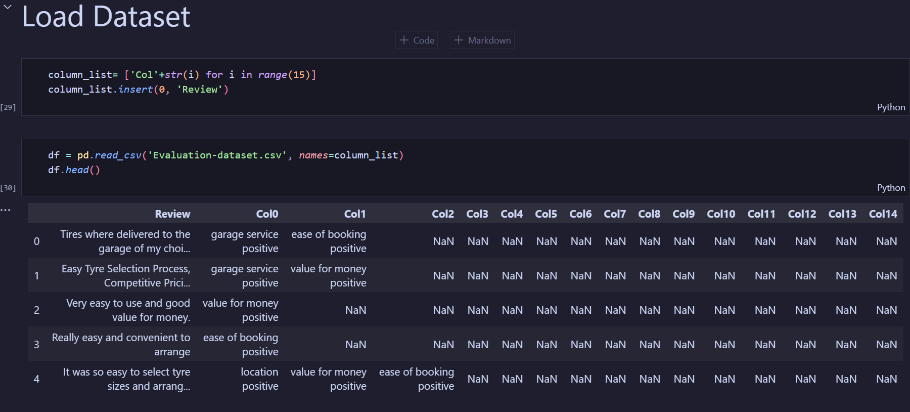 Load Dataset
+ Code + Markdown
column_list= ['Col'+str(i) for i in range(15)]
column_list.insert(0, 'Review')
[29] Python
df = pd.read_csv('Evaluation-dataset.csv', names=column_list)
df.head()
[30] Python
... Review Col0 Col1 Col2 Col3 Col4 Col5 Col6 Col7 Col8 Col9 Col10 Col11 Col12 Col13 Col14
0 Tires where delivered to the garage service ease of booking NaN NaN NaN NaN NaN NaN NaN NaN NaN NaN NaN NaN NaN
garage of my choi... positive positive
1 Easy Tyre Selection Process, garage service value for money NaN NaN NaN NaN NaN NaN NaN NaN NaN NaN NaN NaN NaN
Competitive Prici... positive positive
2 Very easy to use and good value for money NaN NaN NaN NaN NaN NaN NaN NaN NaN NaN NaN NaN NaN NaN
value for money. positive
3 Really easy and convenient to ease of booking NaN NaN NaN NaN NaN NaN NaN NaN NaN NaN NaN NaN NaN NaN
arrange positive
4 It was so easy to select tyre location value for money ease of booking NaN NaN NaN NaN NaN NaN NaN NaN NaN NaN NaN NaN
sizes and arrang... positive positive positive